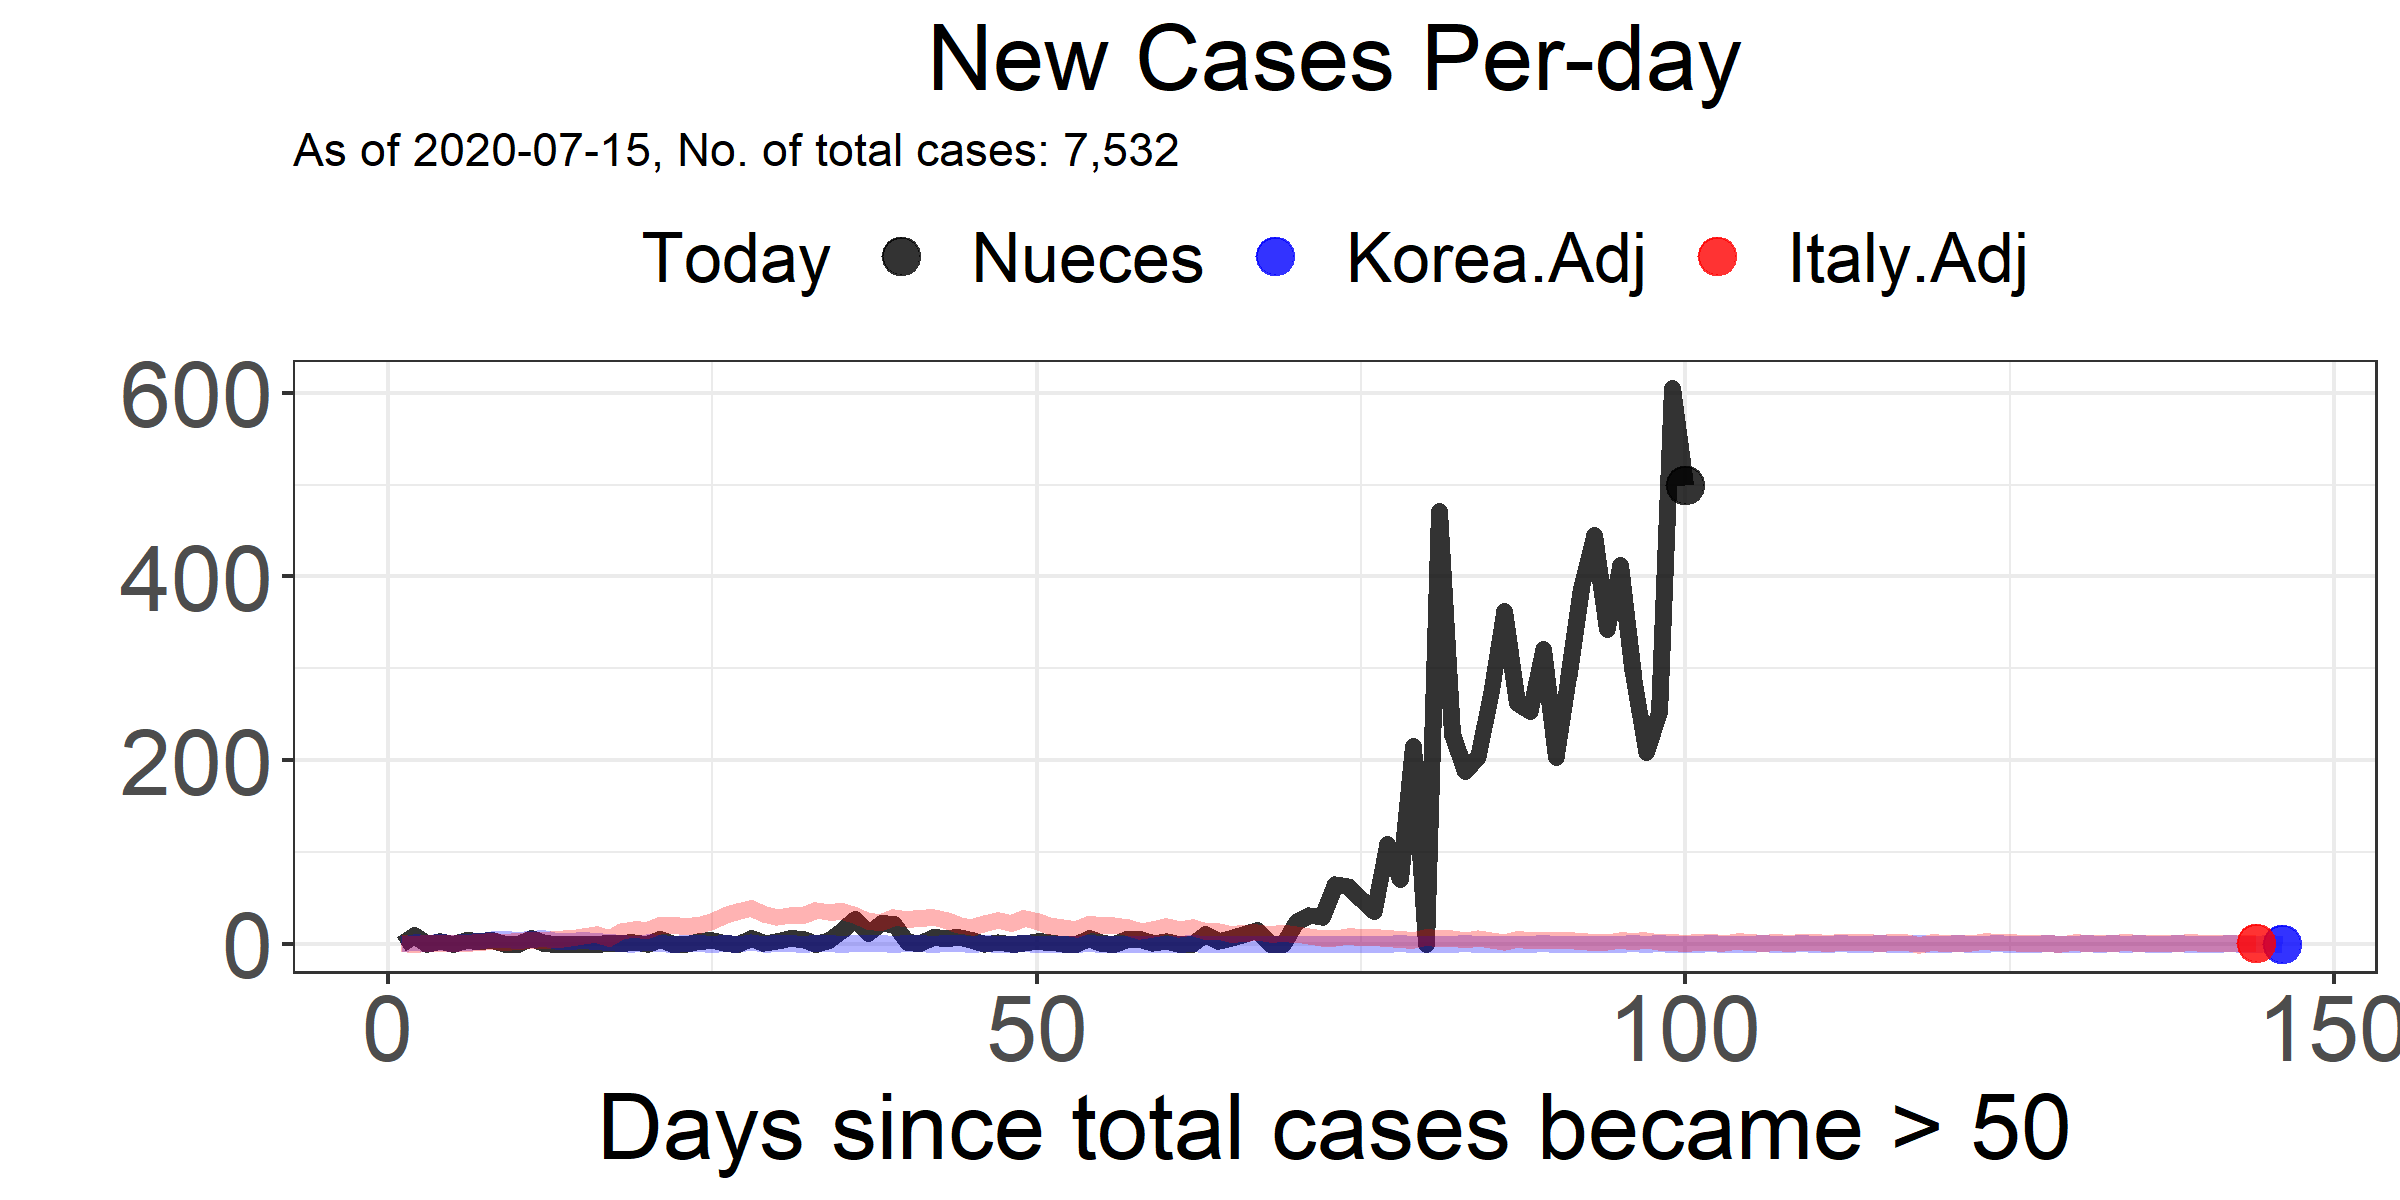 New Cases Per-day
As of 2020-07-15, No. of total cases: 7,532
Today Nueces Korea.Adj Italy.Adj
600
400
200
0
0 50 100 150
Days since total cases became > 50